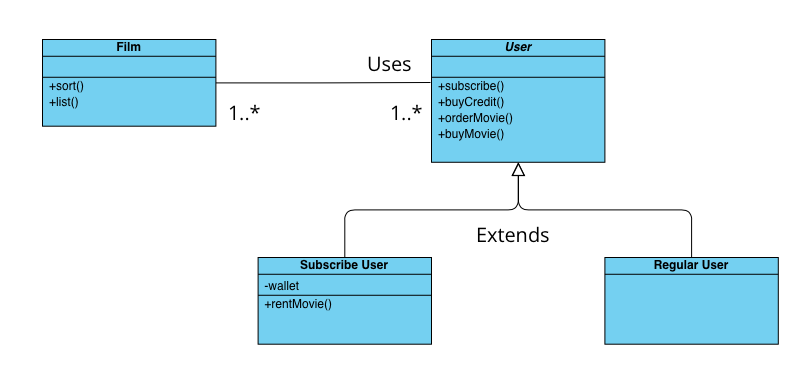 Film
+sort()
+list()
Uses
1..*
1..*
User
+subscribe()
+buyCredit()
+orderMovie()
+buyMovie()
Extends
Subscribe User
-wallet
+rentMovie()
Regular User